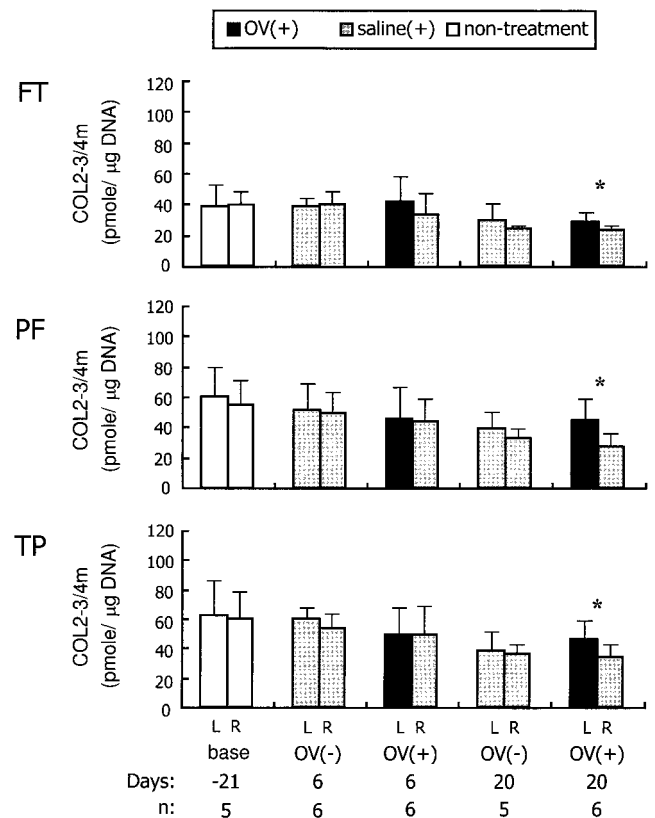 OV(+) saline(+) non-treatment
FT
COL2-3/4m
(pmole/ μg DNA)
120
100
80
60
40
20
0
*
PF
COL2-3/4m
(pmole/ μg DNA)
120
100
80
60
40
20
0
*
TP
COL2-3/4m
(pmole/ μg DNA)
120
100
80
60
40
20
0
*
L R L R L R L R L R
base OV(-) OV(+) OV(-) OV(+)
Days: -21 6 6 20 20
n: 5 6 6 5 6